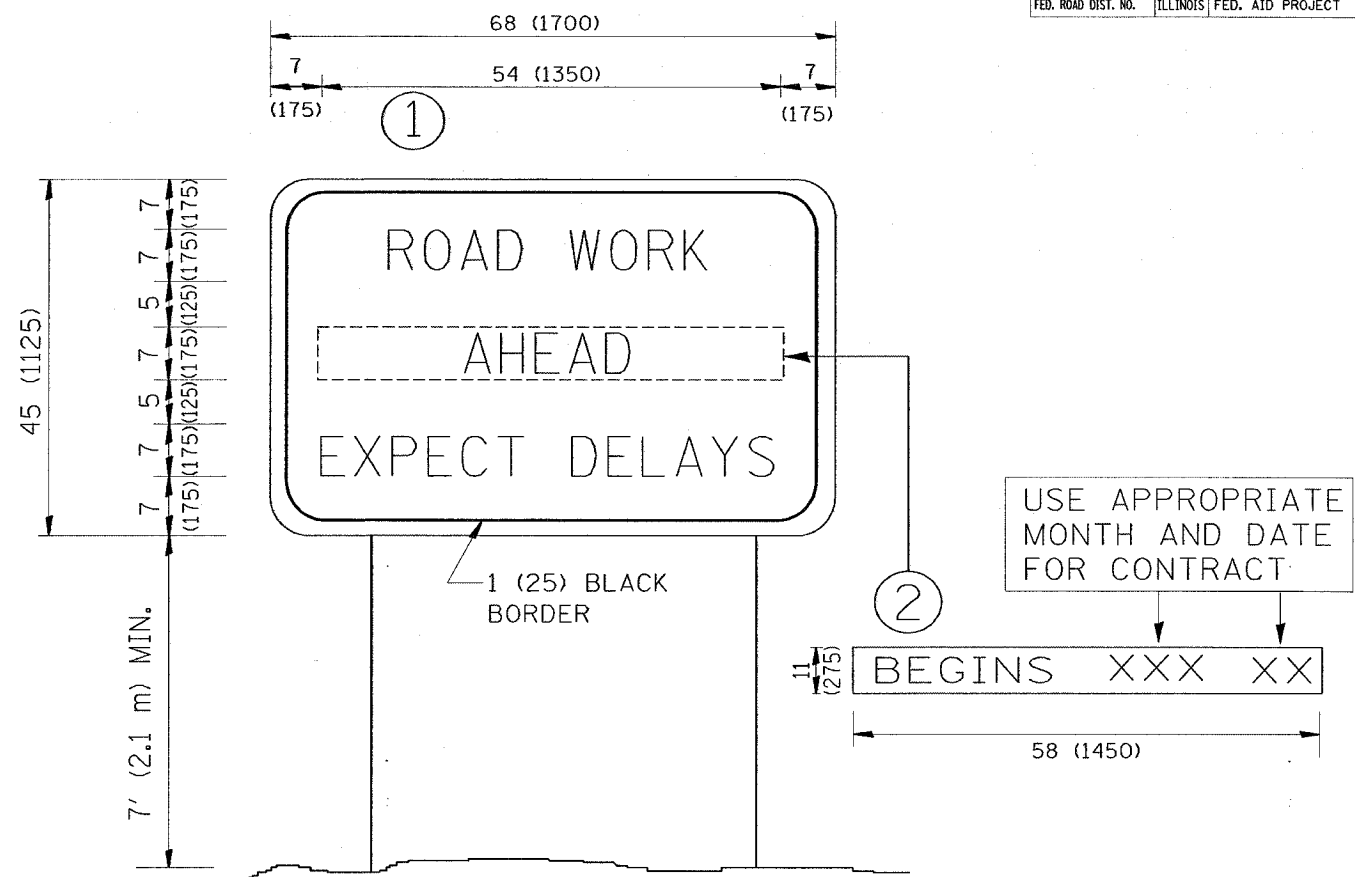 FED. ROAD DIST. NO. ILLINOIS FED. AID PROJECT
68 (1700)
7 54 (1350) 7
(175) (175)
1
45 (1125)
7 (175)
7 (175)
5 (125)
7 (175)
5 (125)
7 (175)
7 (175)
ROAD WORK
AHEAD
EXPECT DELAYS
1 (25) BLACK
BORDER
7' (2.1 m) MIN.
USE APPROPRIATE
MONTH AND DATE
FOR CONTRACT
2
11 (275)
BEGINS XXX XX
58 (1450)